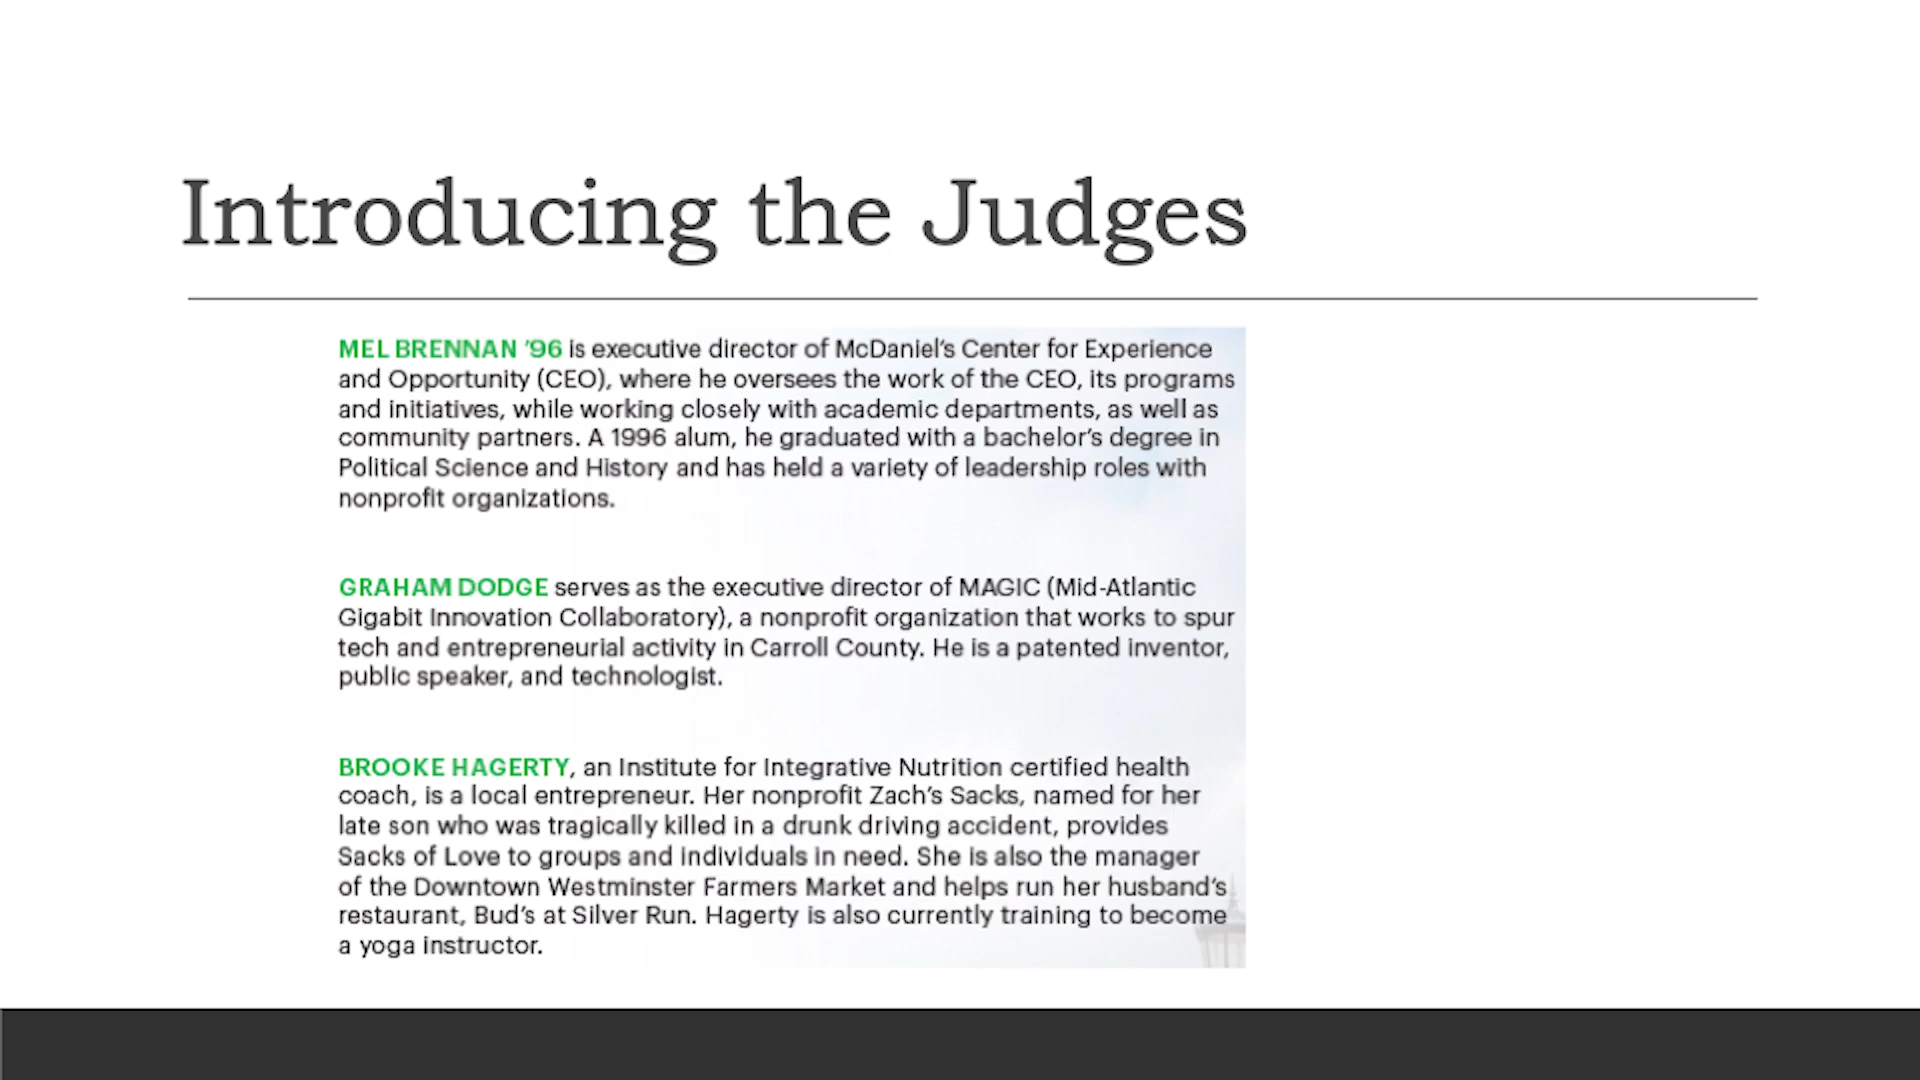 Introducing the Judges
MEL BRENNAN ’96 is executive director of McDaniel’s Center for Experience
and Opportunity (CEO), where he oversees the work of the CEO, its programs
and initiatives, while working closely with academic departments, as well as
community partners. A 1996 alum, he graduated with a bachelor’s degree in
Political Science and History and has held a variety of leadership roles with
nonprofit organizations.
GRAHAM DODGE serves as the executive director of MAGIC (Mid-Atlantic
Gigabit Innovation Collaboratory), a nonprofit organization that works to spur
tech and entrepreneurial activity in Carroll County. He is a patented inventor,
public speaker, and technologist.
BROOKE HAGERTY, an Institute for Integrative Nutrition certified health
coach, is a local entrepreneur. Her nonprofit Zach’s Sacks, named for her
late son who was tragically killed in a drunk driving accident, provides
Sacks of Love to groups and individuals in need. She is also the manager
of the Downtown Westminster Farmers Market and helps run her husband’s
restaurant, Bud’s at Silver Run. Hagerty is also currently training to become
a yoga instructor.